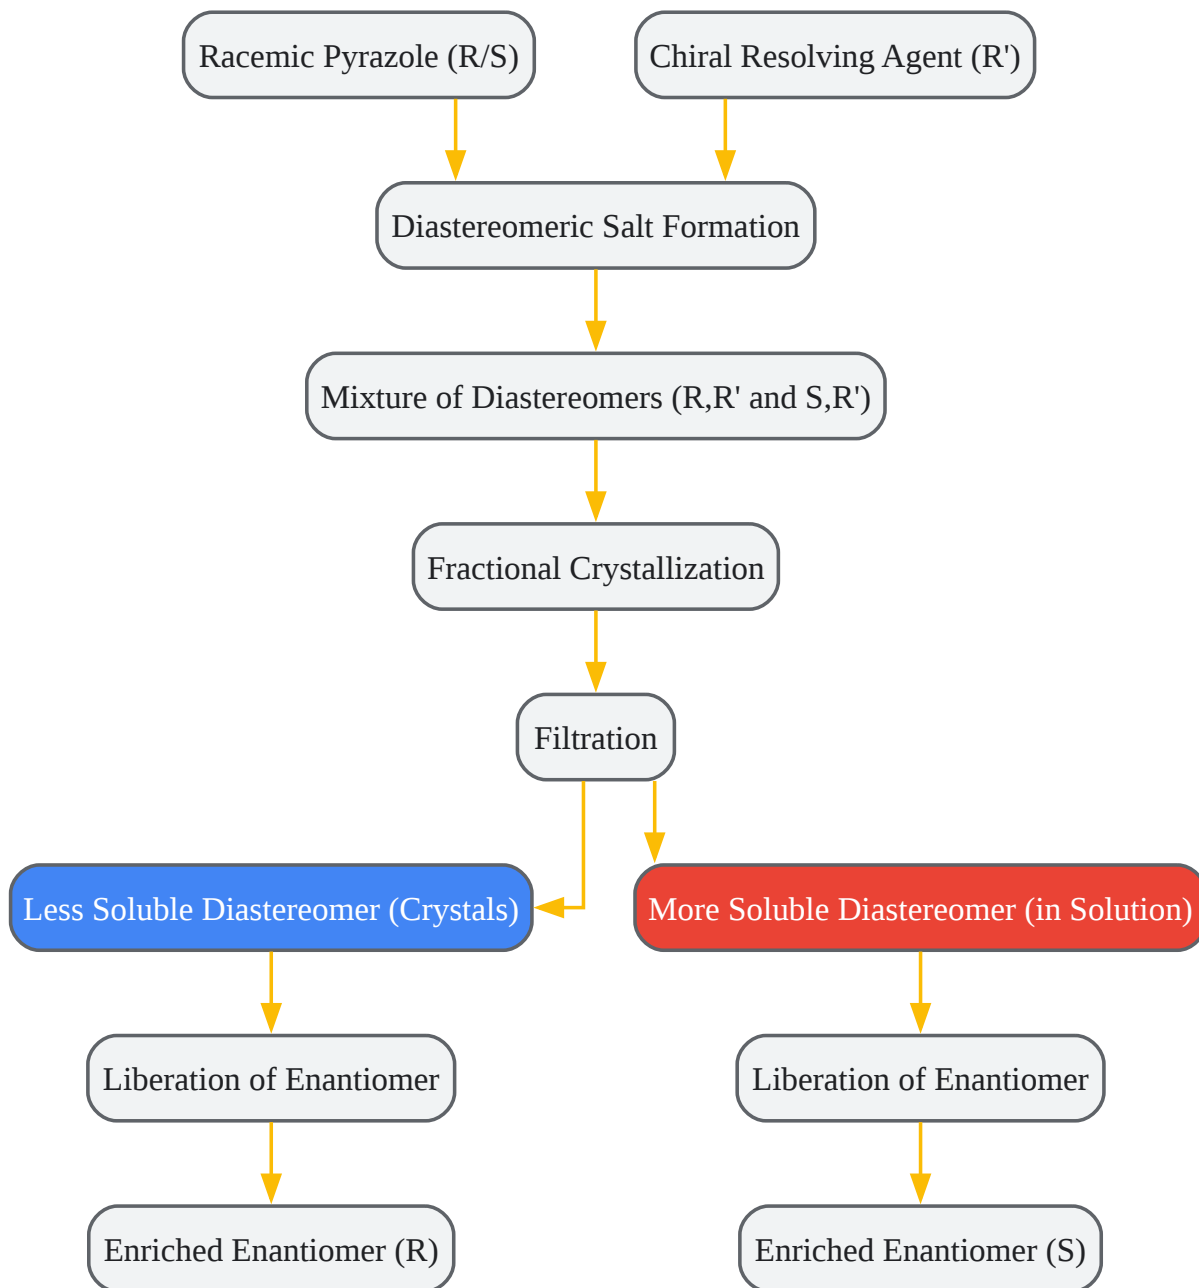 Racemic Pyrazole (R/S)
Chiral Resolving Agent (R')
Diastereomeric Salt Formation
Mixture of Diastereomers (R,R' and S,R')
Fractional Crystallization
Filtration
Less Soluble Diastereomer (Crystals)
More Soluble Diastereomer (in Solution)
Liberation of Enantiomer
Liberation of Enantiomer
Enriched Enantiomer (R)
Enriched Enantiomer (S)